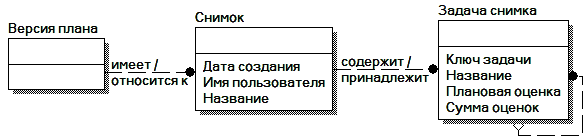 Версия плана
имеет /
относится к
Снимок
Дата создания
Имя пользователя
Название
содержит /
принадлежит
Задача снимка
Ключ задачи
Название
Плановая оценка
Сумма оценок